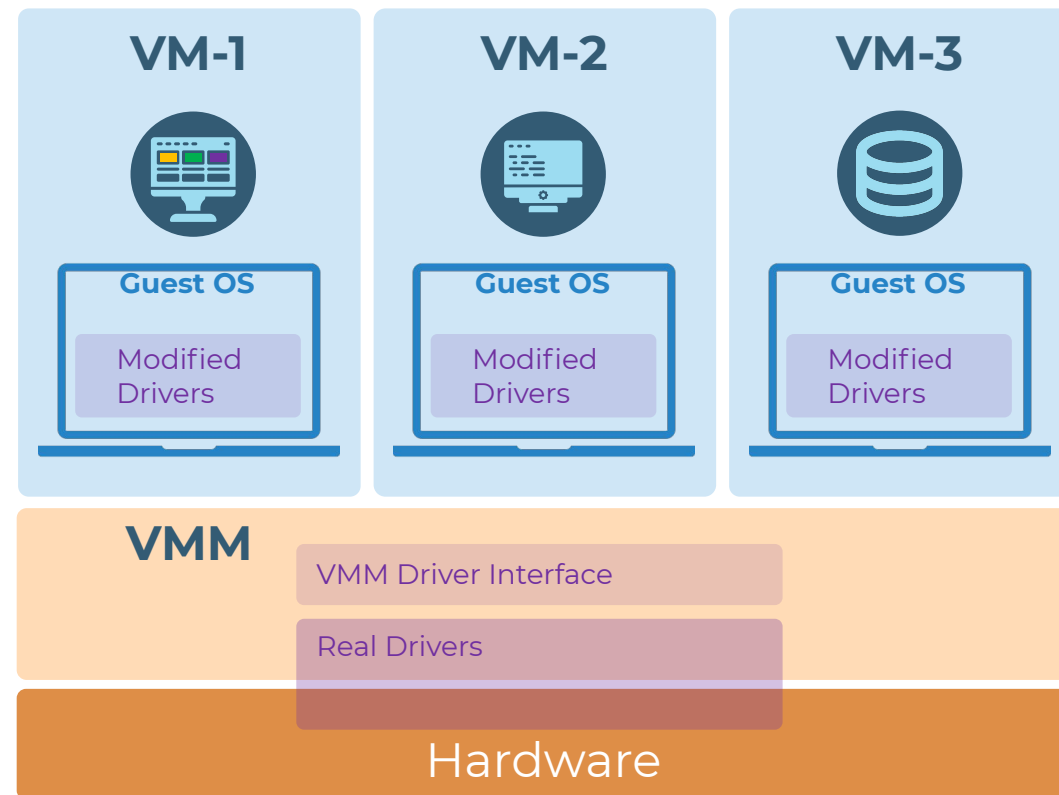 VM-1
VM-2
VM-3
Guest OS
Guest OS
Guest OS
Modified
Drivers
Modified
Drivers
Modified
Drivers
VMM
VMM Driver Interface
Real Drivers
Hardware